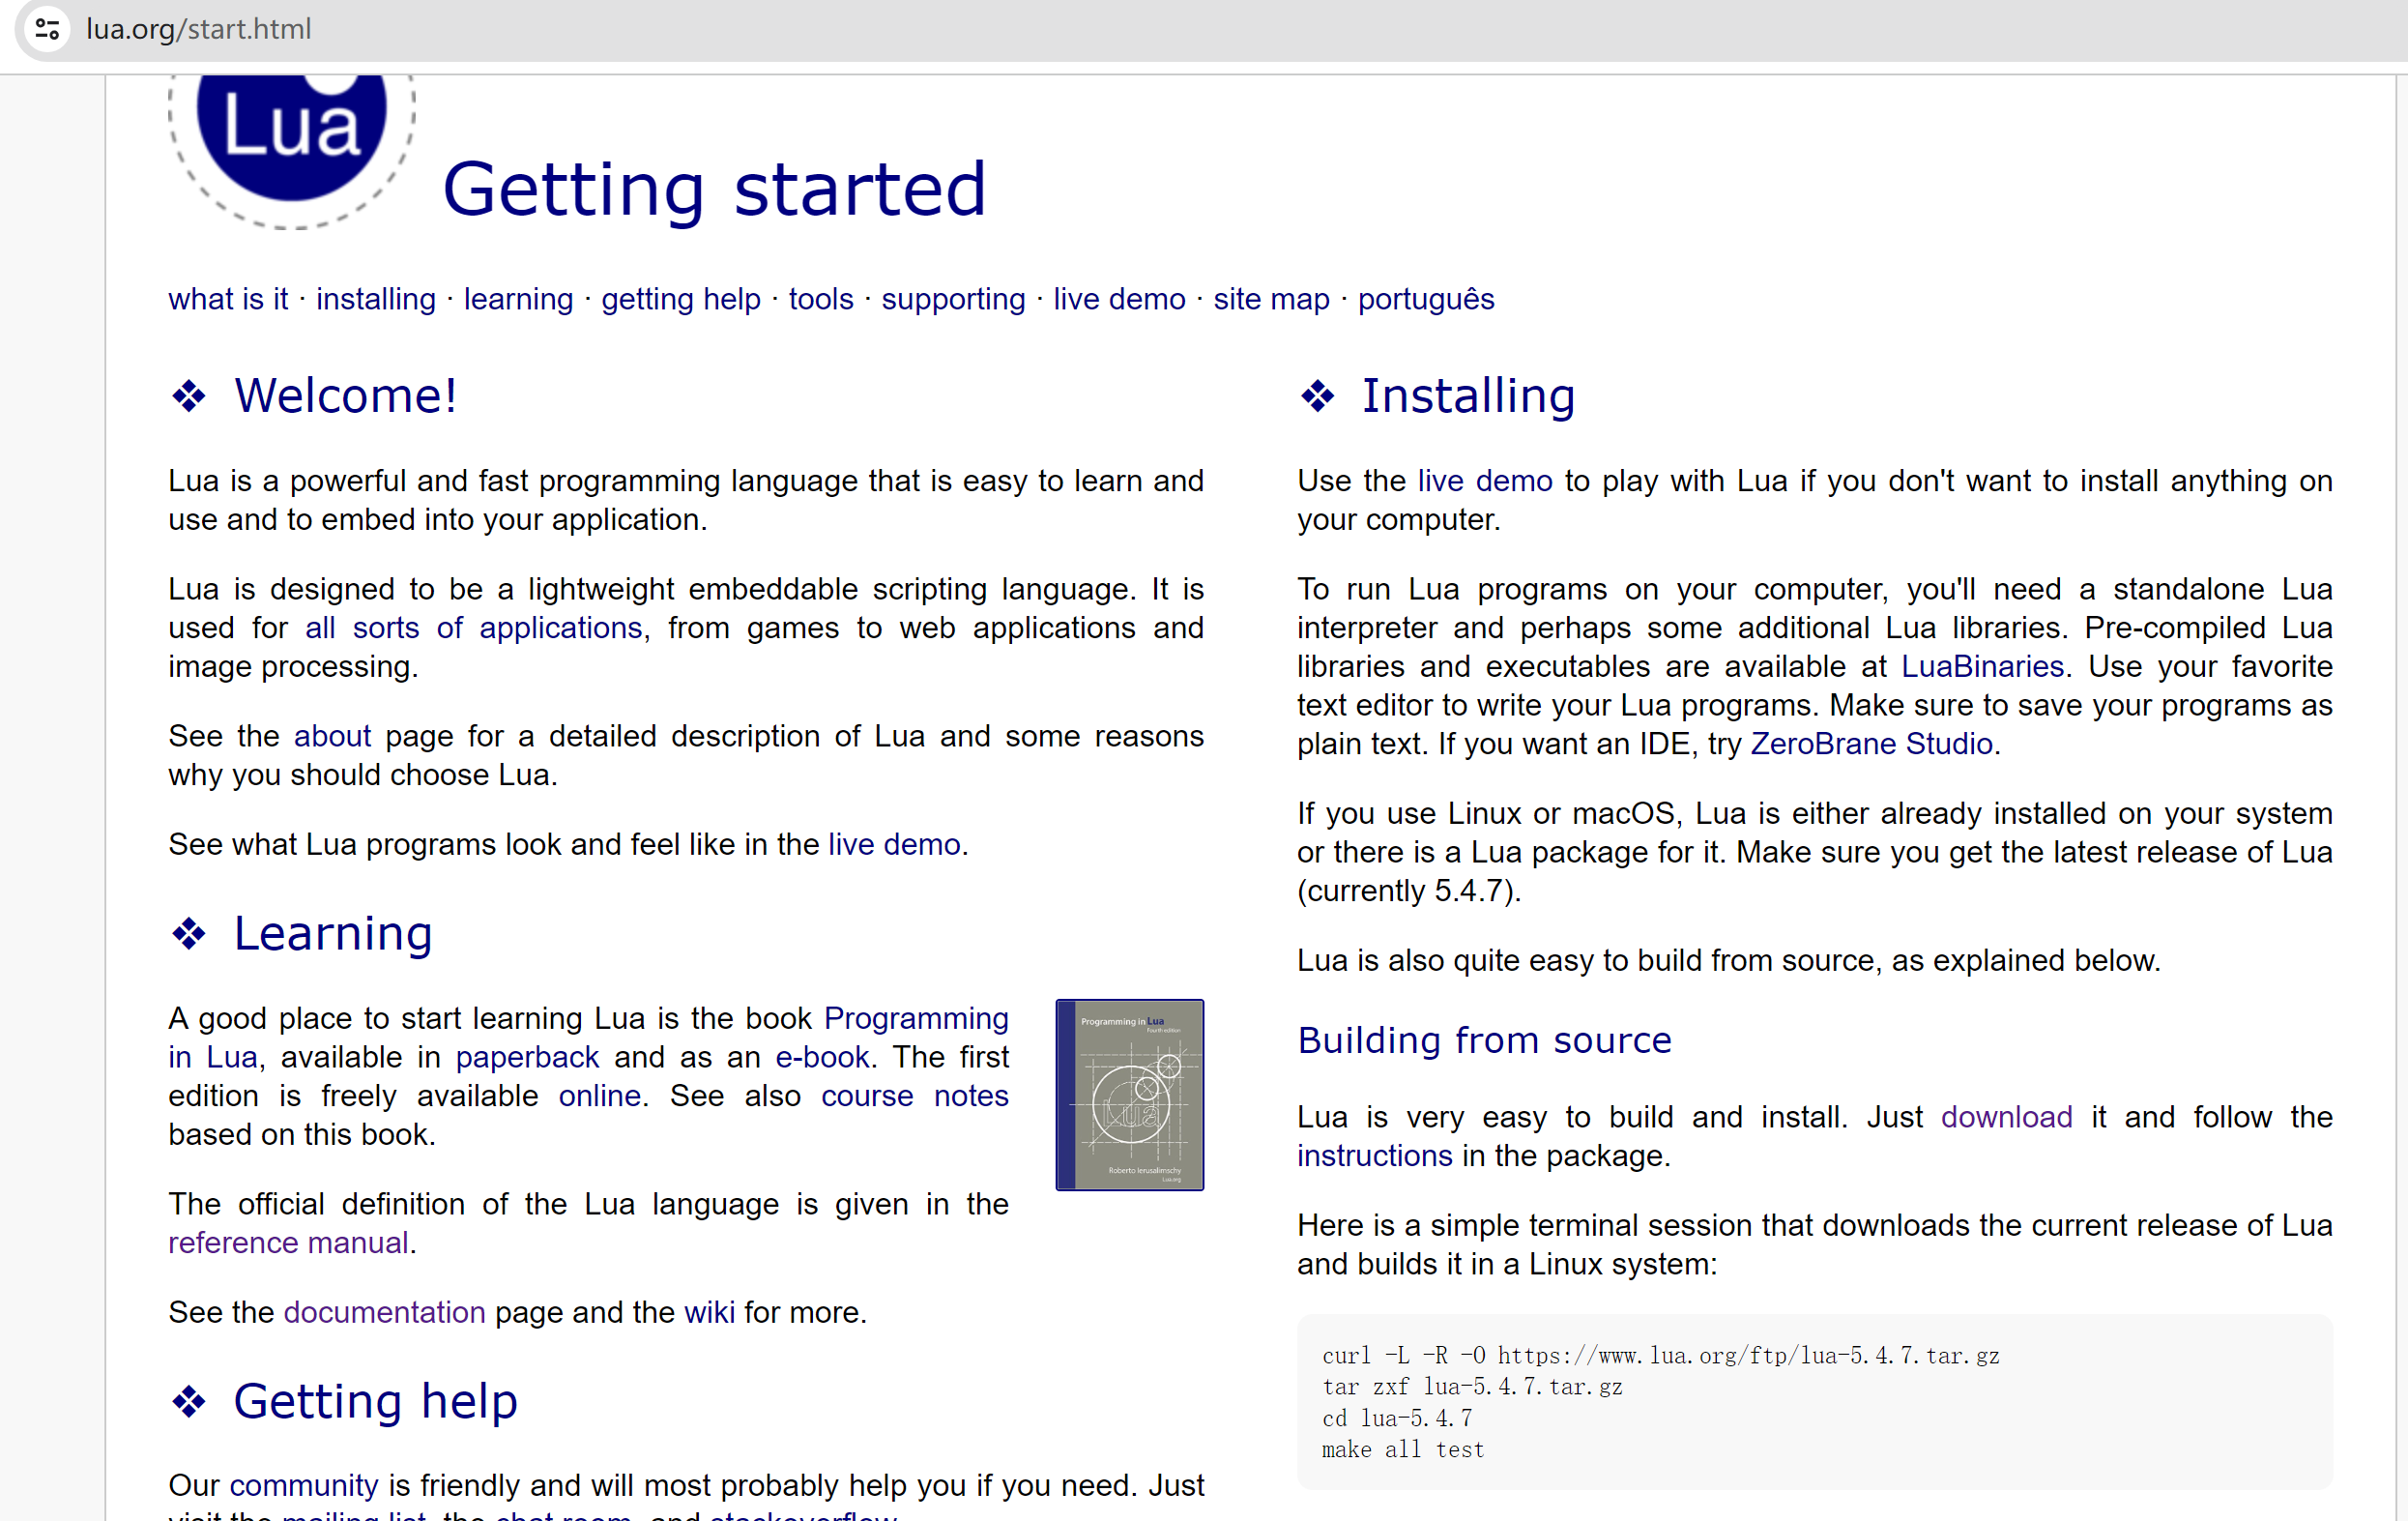 lua.org/start.html
Lua
Getting started
what is it · installing · learning · getting help · tools · supporting · live demo · site map · português
❖ Welcome!
Lua is a powerful and fast programming language that is easy to learn and
use and to embed into your application.
Lua is designed to be a lightweight embeddable scripting language. It is
used for all sorts of applications, from games to web applications and
image processing.
See the about page for a detailed description of Lua and some reasons
why you should choose Lua.
See what Lua programs look and feel like in the live demo.
❖ Learning
A good place to start learning Lua is the book Programming
in Lua, available in paperback and as an e-book. The first
edition is freely available online. See also course notes
based on this book.
The official definition of the Lua language is given in the
reference manual.
See the documentation page and the wiki for more.
Programming in Lua
Fourth edition
Lua
Roberto Ierusalimschy
Lua.org
❖ Getting help
Our community is friendly and will most probably help you if you need. Just
visit the mailing list, the chat room, and stackoverflow.
❖ Installing
Use the live demo to play with Lua if you don't want to install anything on
your computer.
To run Lua programs on your computer, you'll need a standalone Lua
interpreter and perhaps some additional Lua libraries. Pre-compiled Lua
libraries and executables are available at LuaBinaries. Use your favorite
text editor to write your Lua programs. Make sure to save your programs as
plain text. If you want an IDE, try ZeroBrane Studio.
If you use Linux or macOS, Lua is either already installed on your system
or there is a Lua package for it. Make sure you get the latest release of Lua
(currently 5.4.7).
Lua is also quite easy to build from source, as explained below.
Building from source
Lua is very easy to build and install. Just download it and follow the
instructions in the package.
Here is a simple terminal session that downloads the current release of Lua
and builds it in a Linux system:
curl -L -R -O https://www.lua.org/ftp/lua-5.4.7.tar.gz
tar zxf lua-5.4.7.tar.gz
cd lua-5.4.7
make all test